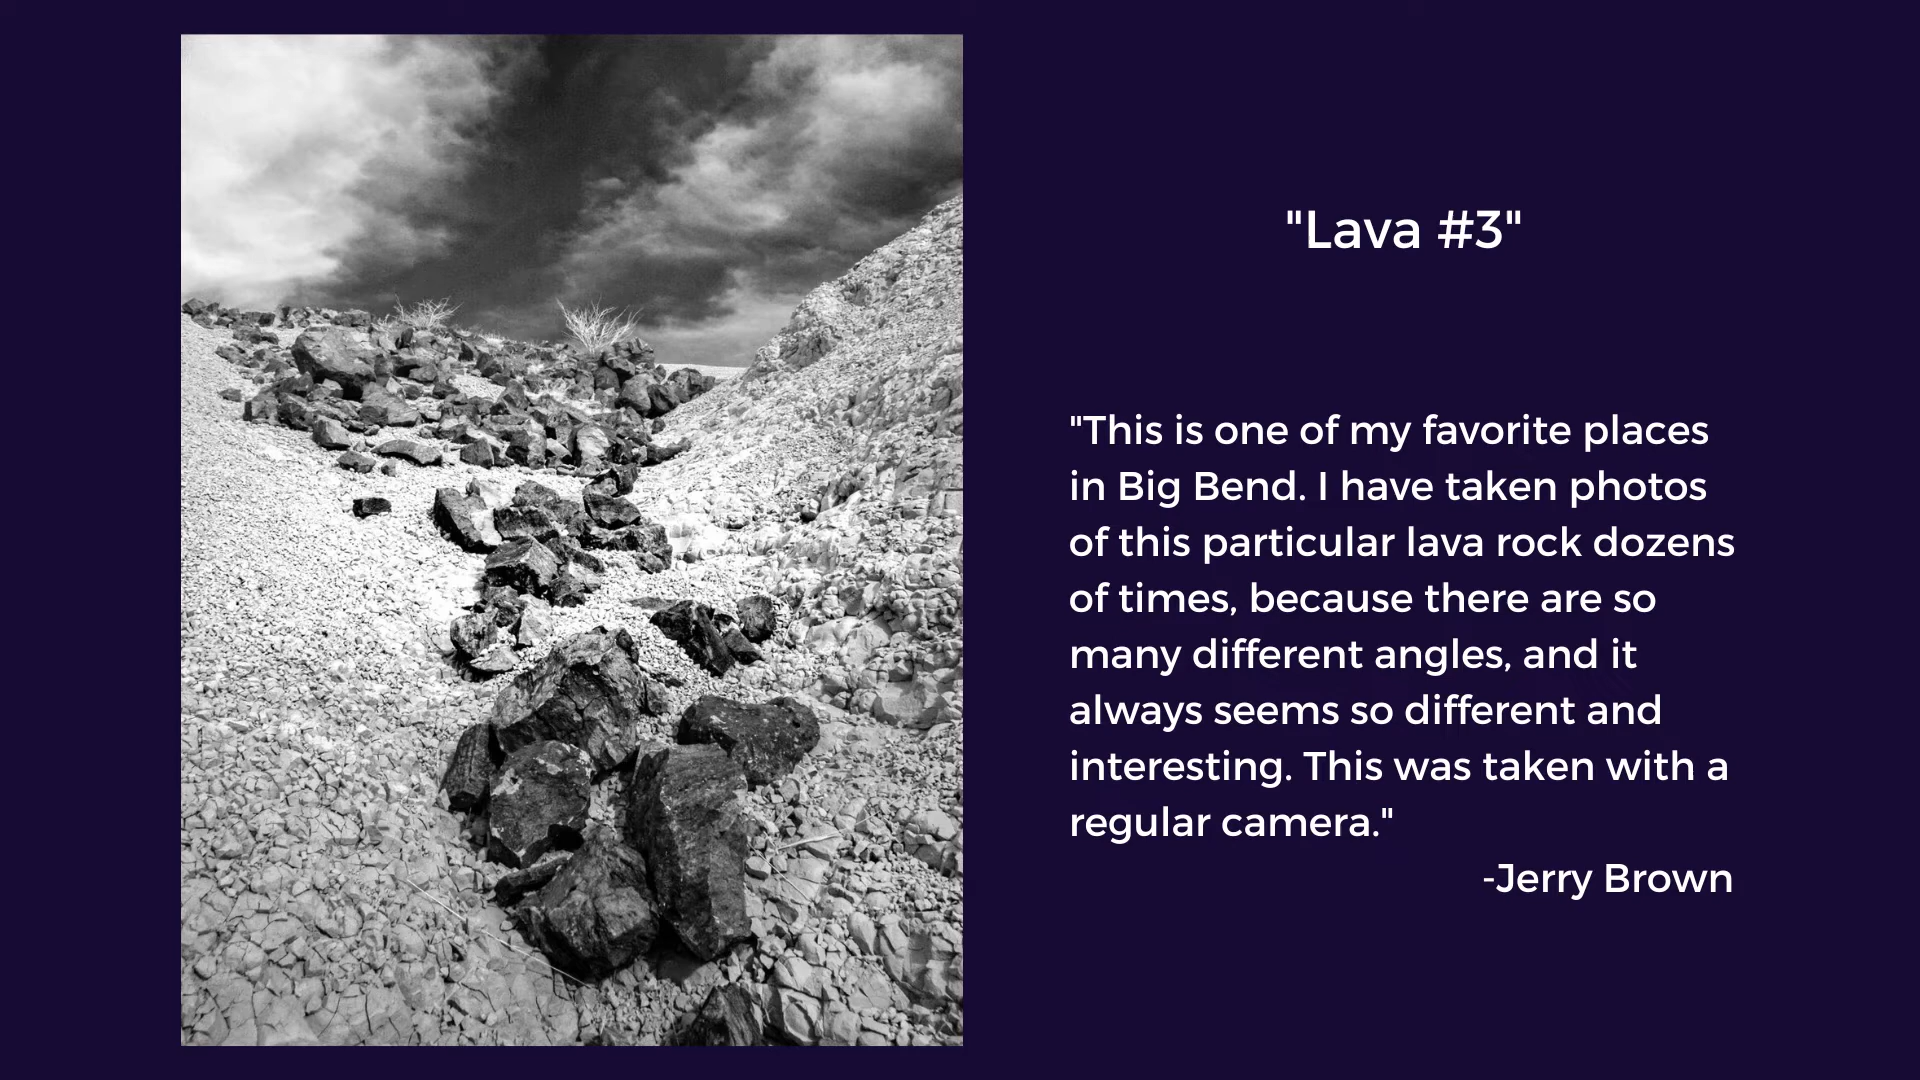 "Lava #3"
"This is one of my favorite places
in Big Bend. I have taken photos
of this particular lava rock dozens
of times, because there are so
many different angles, and it
always seems so different and
interesting. This was taken with a
regular camera."
-Jerry Brown